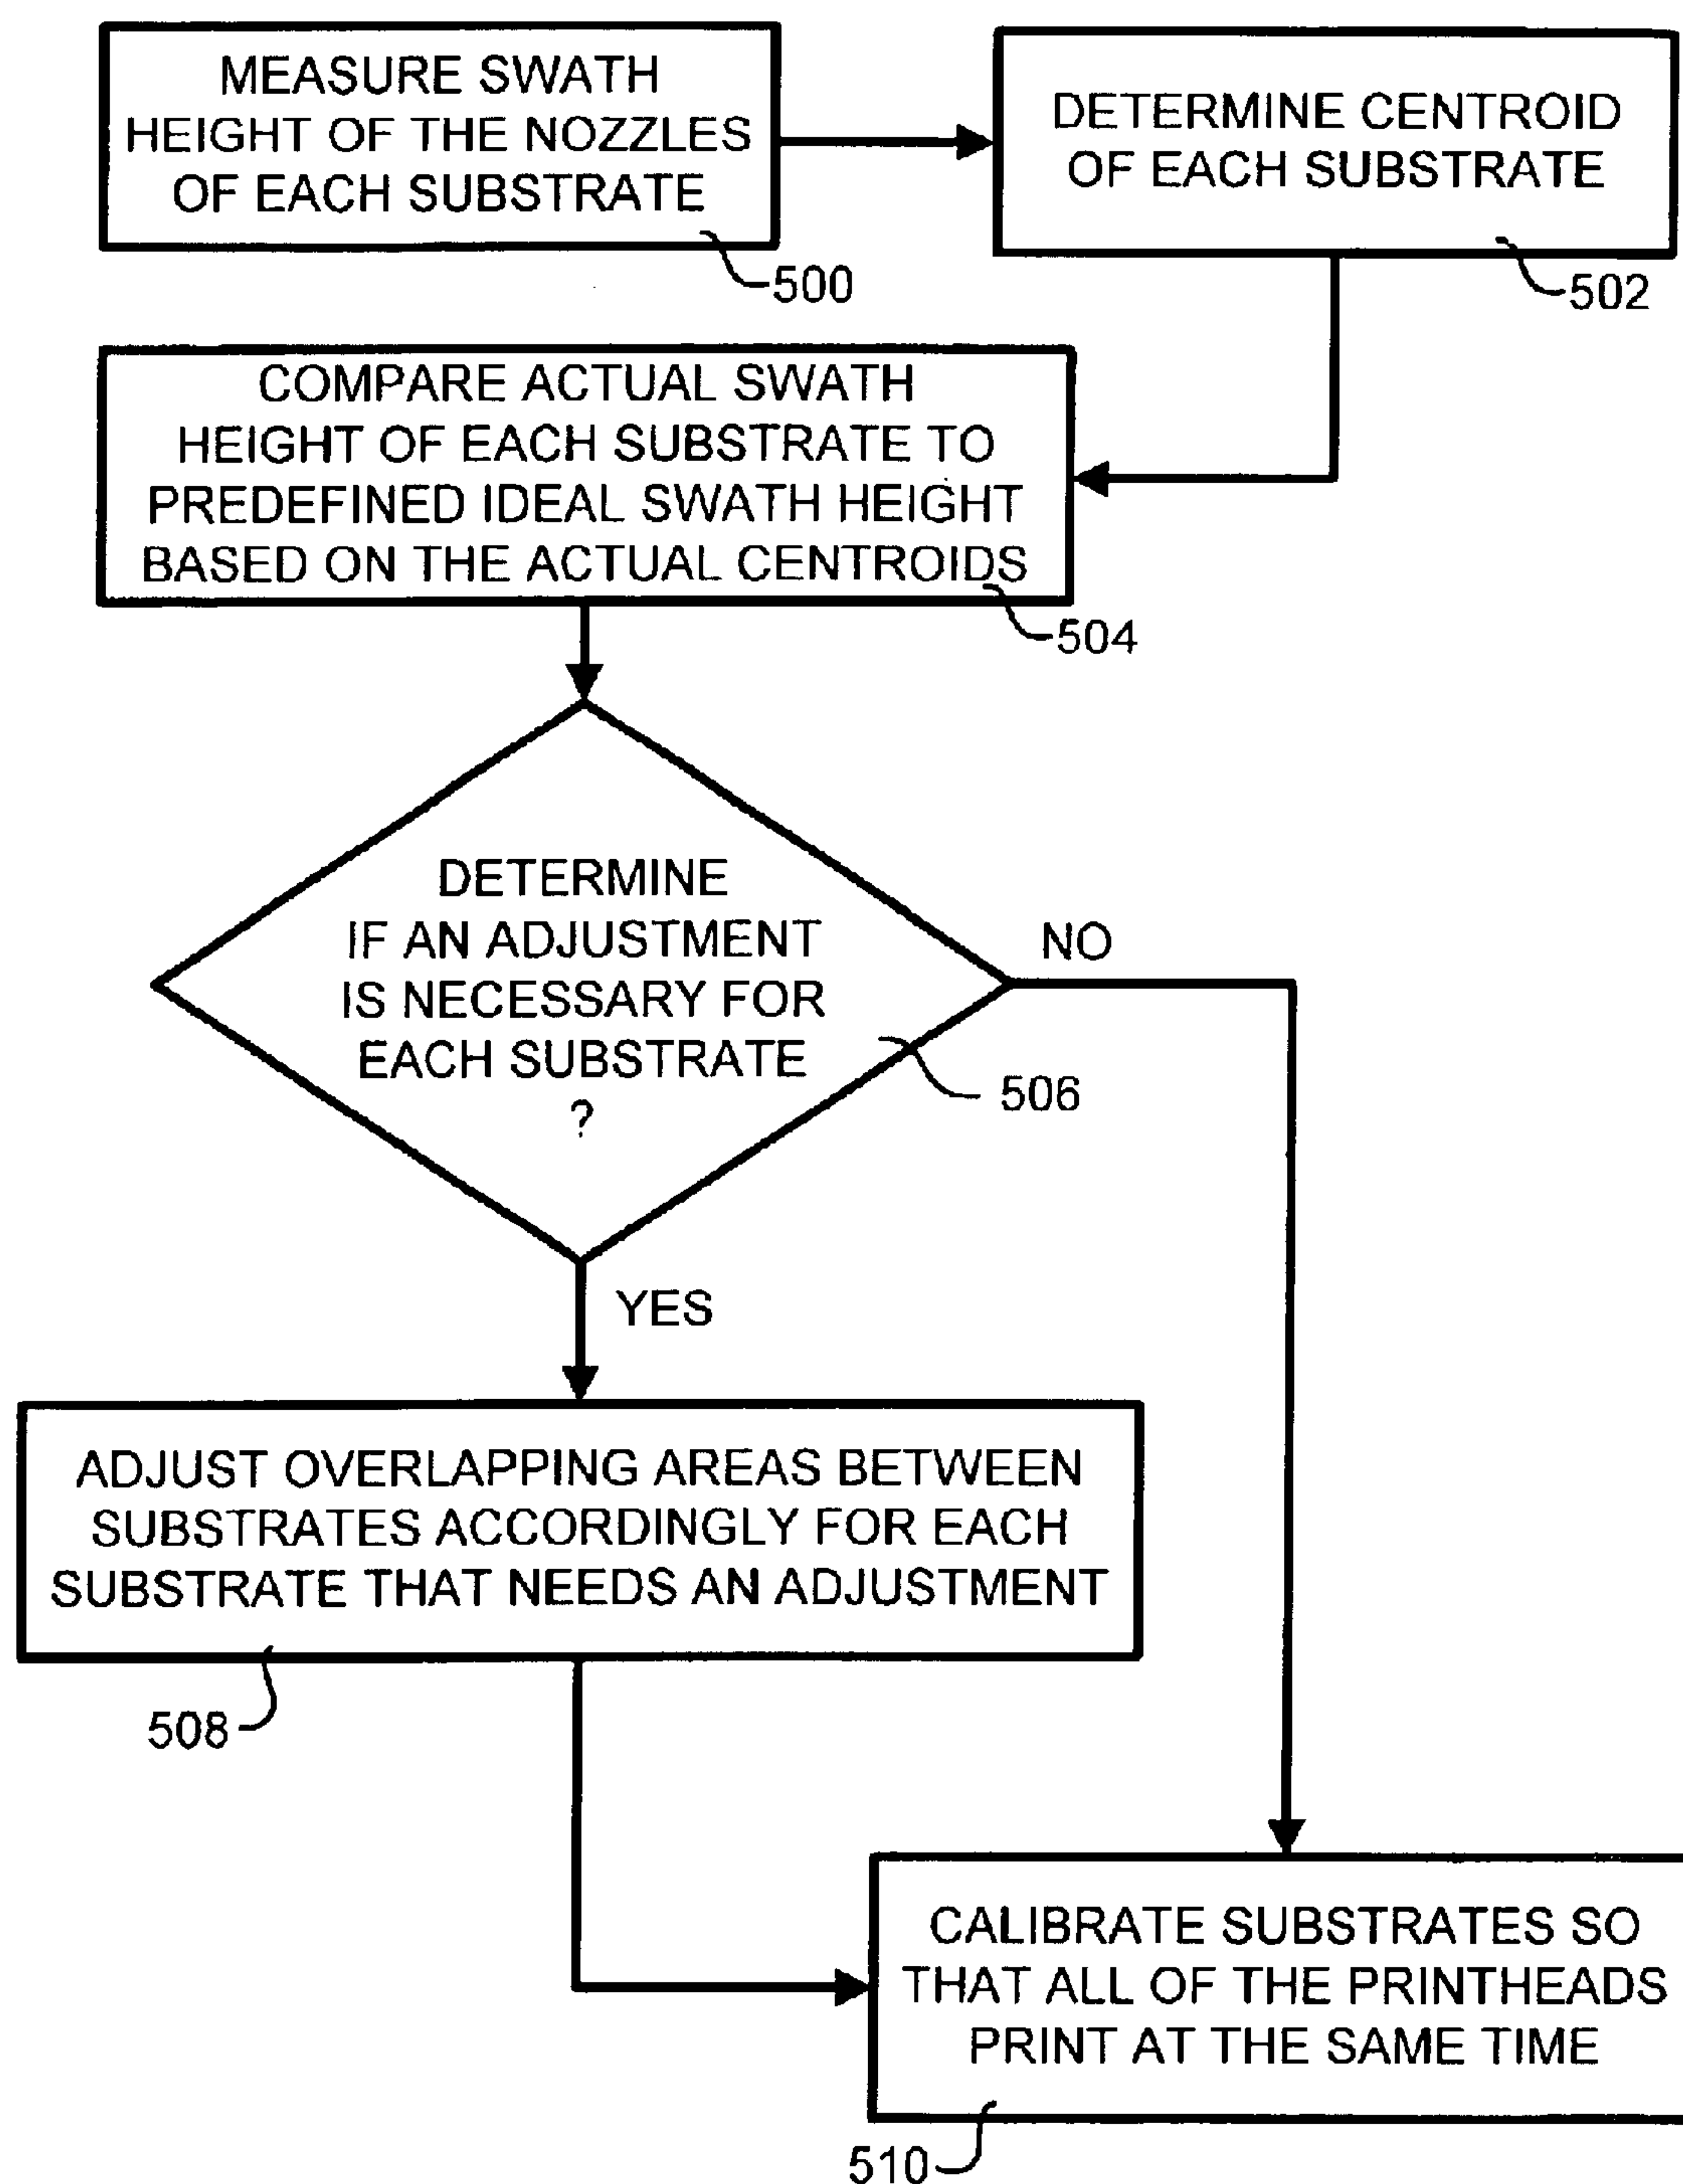 MEASURE SWATH
HEIGHT OF THE NOZZLES
OF EACH SUBSTRATE
500
DETERMINE CENTROID
OF EACH SUBSTRATE
502
COMPARE ACTUAL SWATH
HEIGHT OF EACH SUBSTRATE TO
PREDEFINED IDEAL SWATH HEIGHT
BASED ON THE ACTUAL CENTROIDS
504
DETERMINE
IF AN ADJUSTMENT
IS NECESSARY FOR
EACH SUBSTRATE
?
506
NO
YES
ADJUST OVERLAPPING AREAS BETWEEN
SUBSTRATES ACCORDINGLY FOR EACH
SUBSTRATE THAT NEEDS AN ADJUSTMENT
508
CALIBRATE SUBSTRATES SO
THAT ALL OF THE PRINTHEADS
PRINT AT THE SAME TIME
510